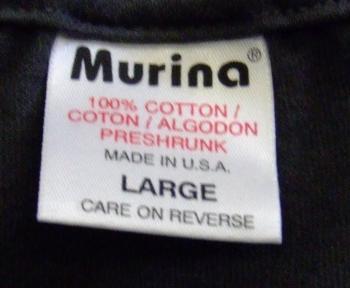 Murina®
100% COTTON /
COTON / ALGODON
PRESHRUNK
MADE IN U.S.A.
LARGE
CARE ON REVERSE